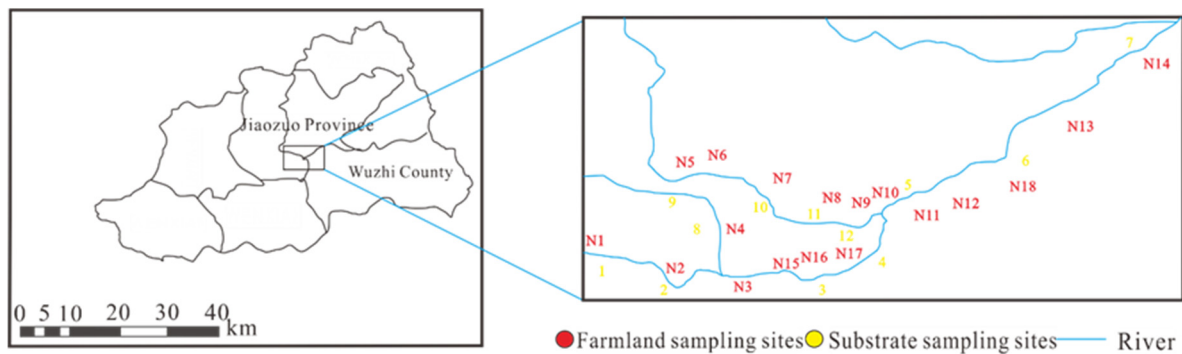 Jiaozuo Province
Wuzhi County
0 5 10 20 30 40
km
7
N14
N13
6
N5 N6
N7
N18
N8 N9 N10 5
N12
N11
9
10
11
12
8 N4
N1
1
N2
2
N3
N15 N16 N17
3
4
Farmland sampling sites Substrate sampling sites River